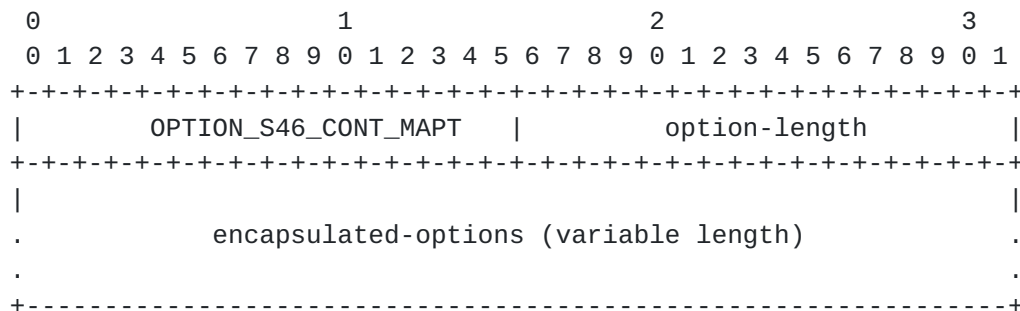 0                   1                   2                   3
 0 1 2 3 4 5 6 7 8 9 0 1 2 3 4 5 6 7 8 9 0 1 2 3 4 5 6 7 8 9 0 1
+-+-+-+-+-+-+-+-+-+-+-+-+-+-+-+-+-+-+-+-+-+-+-+-+-+-+-+-+-+-+-+-+
|        OPTION_S46_CONT_MAPT   |         option-length         |
+-+-+-+-+-+-+-+-+-+-+-+-+-+-+-+-+-+-+-+-+-+-+-+-+-+-+-+-+-+-+-+-+
|                                                               |
.            encapsulated-options (variable length)             .
.                                                               .
+---------------------------------------------------------------+